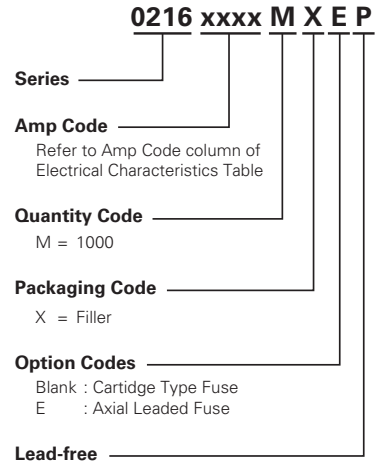 0216 xxxx M X E P
Series
Amp Code
Refer to Amp Code column of
Electrical Characteristics Table
Quantity Code
M = 1000
Packaging Code
X = Filler
Option Codes
Blank : Cartidge Type Fuse
E : Axial Leaded Fuse
Lead-free